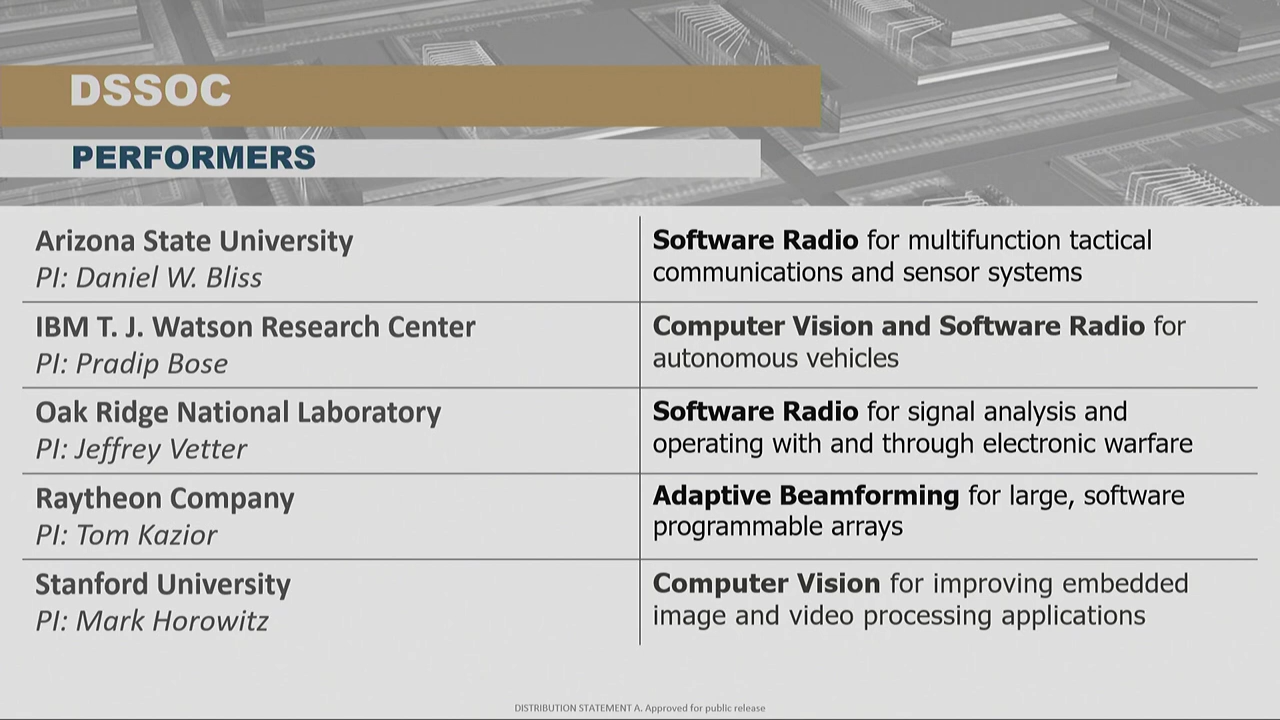 DSSOC
PERFORMERS
Arizona State University
PI: Daniel W. Bliss
Software Radio for multifunction tactical
communications and sensor systems
IBM T. J. Watson Research Center
PI: Pradip Bose
Computer Vision and Software Radio for
autonomous vehicles
Oak Ridge National Laboratory
PI: Jeffrey Vetter
Software Radio for signal analysis and
operating with and through electronic warfare
Raytheon Company
PI: Tom Kazior
Adaptive Beamforming for large, software
programmable arrays
Stanford University
PI: Mark Horowitz
Computer Vision for improving embedded
image and video processing applications
DISTRIBUTION STATEMENT A. Approved for public release